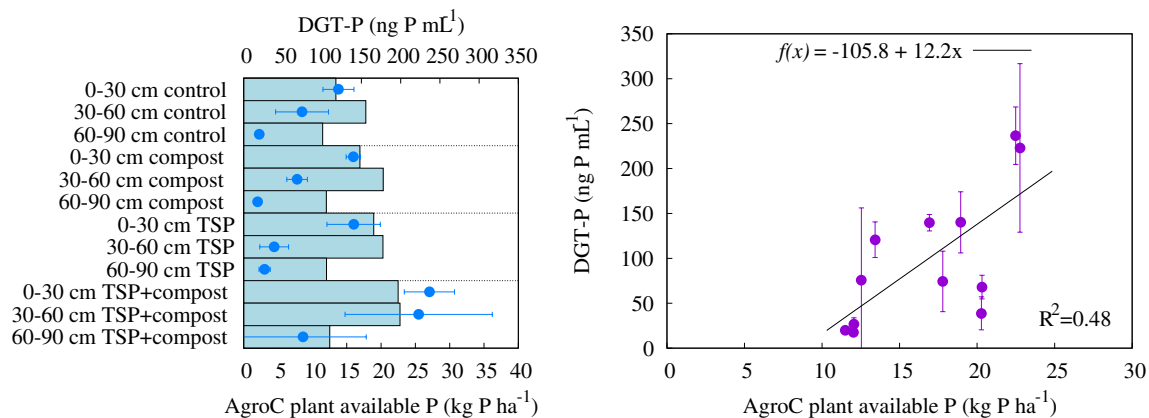 DGT-P (ng P mL-1)
0 50 100 150 200 250 300 350
0-30 cm control
30-60 cm control
60-90 cm control
0-30 cm compost
30-60 cm compost
60-90 cm compost
0-30 cm TSP
30-60 cm TSP
60-90 cm TSP
0-30 cm TSP+compost
30-60 cm TSP+compost
60-90 cm TSP+compost
0 5 10 15 20 25 30 35 40
AgroC plant available P (kg P ha-1)
f(x) = -105.8 + 12.2x
DGT-P (ng P mL-1)
350
300
250
200
150
100
50
0
R2=0.48
0 5 10 15 20 25 30
AgroC plant available P (kg P ha-1)